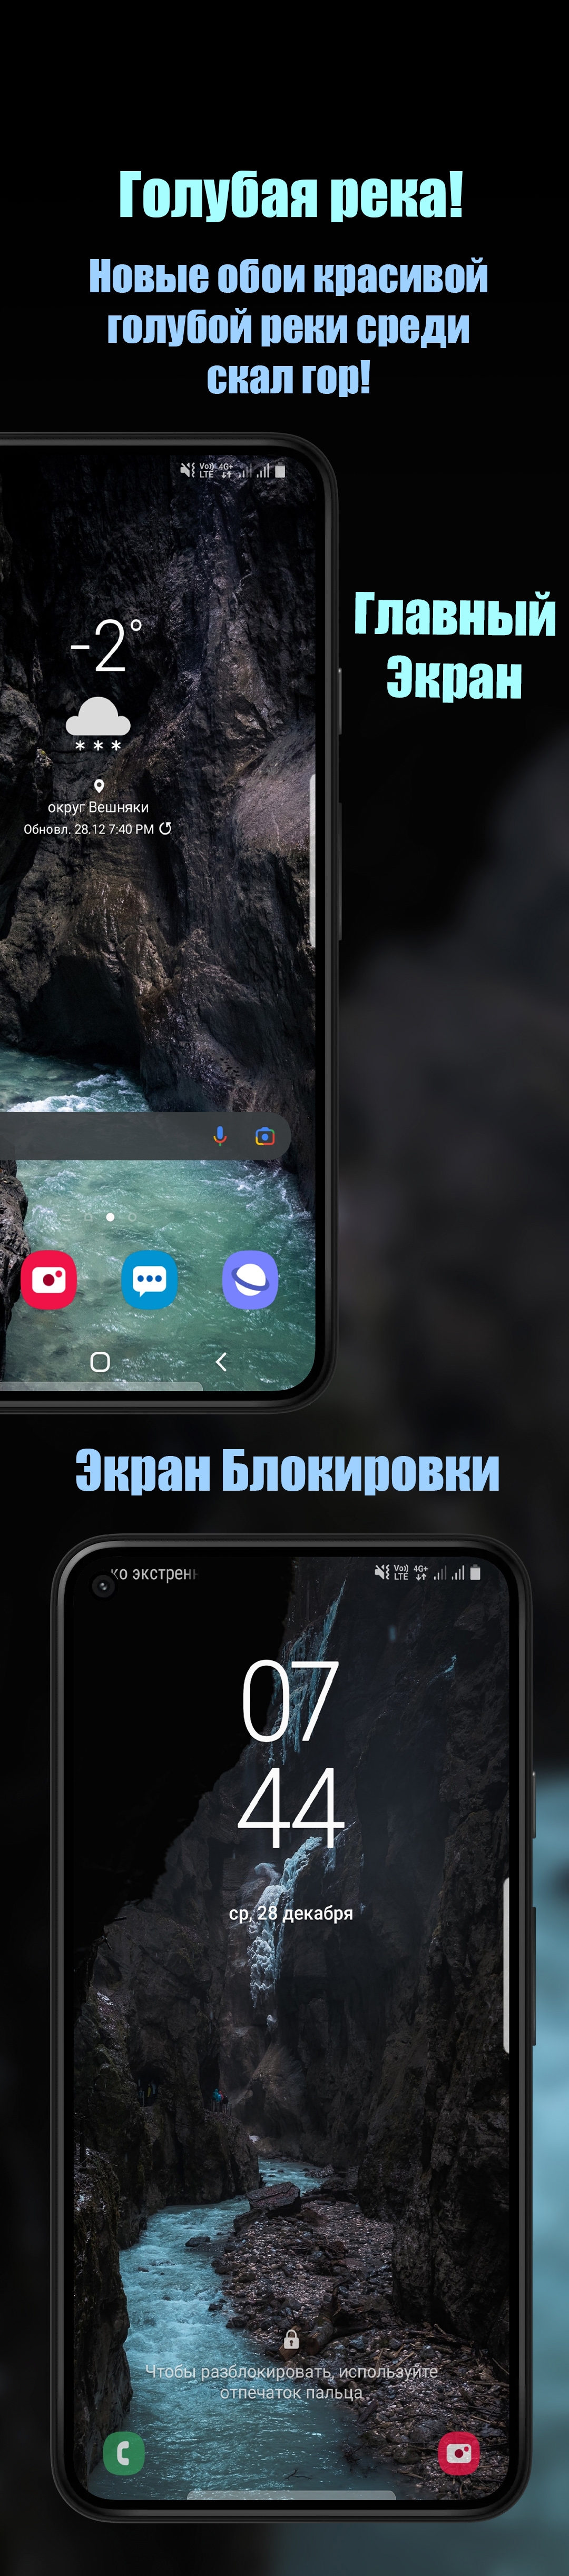 Голубая река!
Новые обои красивой
голубой реки среди
скал гор!
Vo)) 4G+
LTE
Главный
Экран
-2°
округ Вешняки
Обновл. 28.12 7:40 PM
Экран Блокировки
ко экстрен
Vo)) 4G+
LTE
07
44
ср, 28 декабря
Чтобы разблокировать, используйте
отпечаток пальца